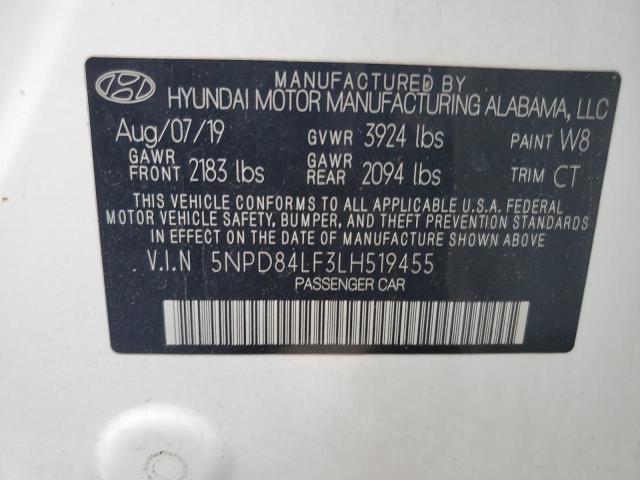 MANUFACTURED BY
HYUNDAI MOTOR MANUFACTURING ALABAMA, LLC
Aug/07/19 GVWR 3924 lbs PAINT W8
GAWR FRONT 2183 lbs GAWR REAR 2094 lbs TRIM CT
THIS VEHICLE CONFORMS TO ALL APPLICABLE U.S.A. FEDERAL
MOTOR VEHICLE SAFETY, BUMPER, AND THEFT PREVENTION STANDARDS
IN EFFECT ON THE DATE OF MANUFACTURE SHOWN ABOVE.
V.I.N 5NPD84LF3LH519455
PASSENGER CAR